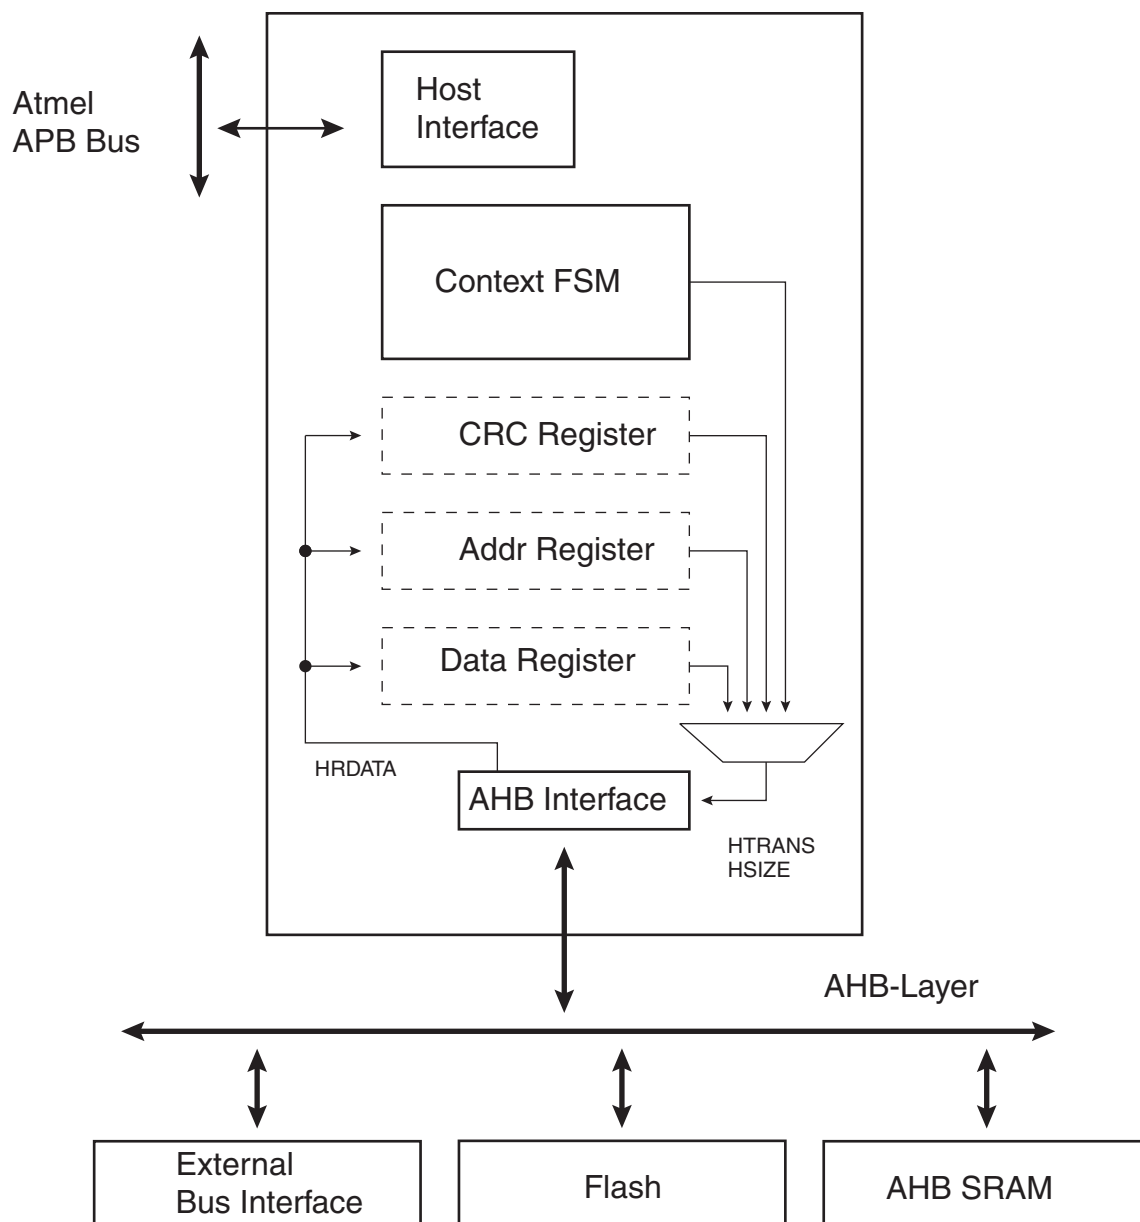 Atmel
APB Bus
Host
Interface
Context FSM
CRC Register
Addr Register
Data Register
HRDATA
AHB Interface
HTRANS
HSIZE
AHB-Layer
External
Bus Interface
Flash
AHB SRAM